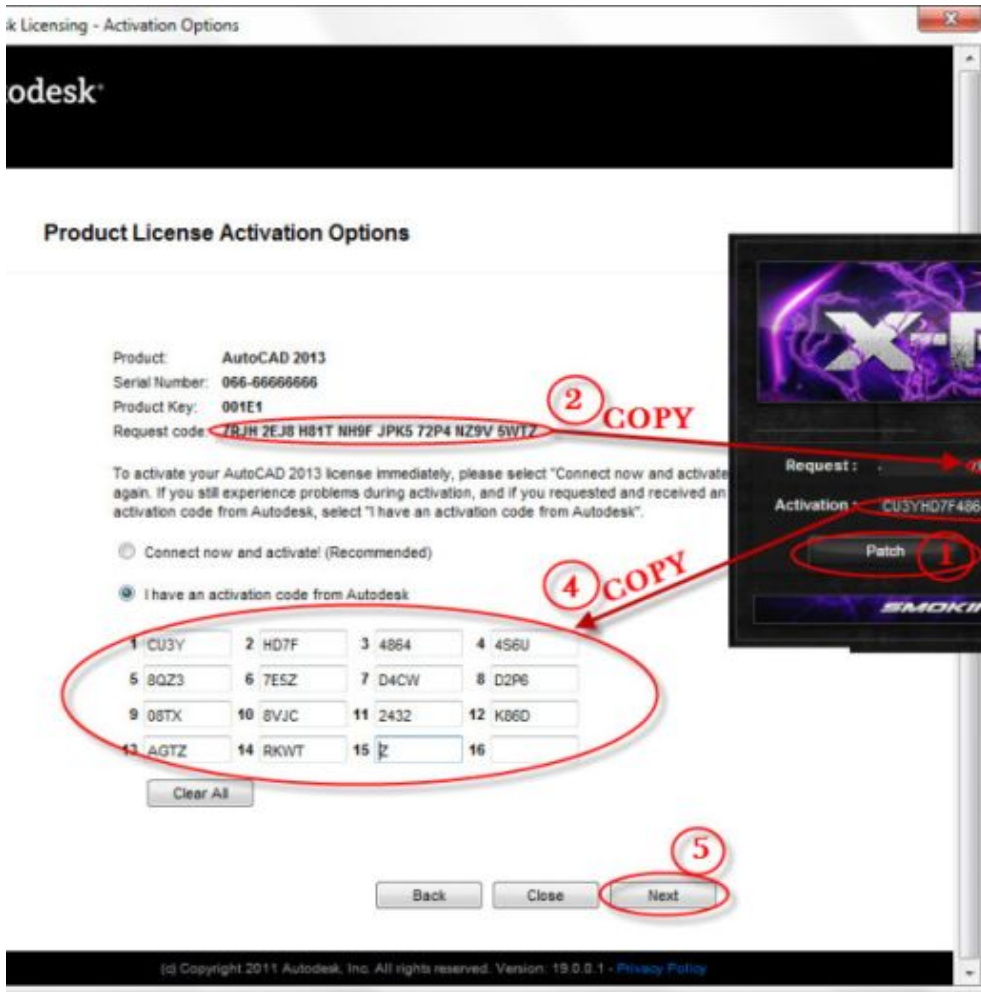 k Licensing - Activation Options
odesk
Product License Activation Options
Product: AutoCAD 2013
Serial Number: 066-66666666
Product Key: 001E1
Request code: 7RJH 2EJ8 H81T NH9F JPK5 72P4 NZ9V 5WTZ
2 COPY
To activate your AutoCAD 2013 license immediately, please select "Connect now and activate
again. If you still experience problems during activation, and if you requested and received an
activation code from Autodesk, select "I have an activation code from Autodesk".
Connect now and activate! (Recommended)
4 COPY
I have an activation code from Autodesk
1 CU3Y 2 HD7F 3 4864 4 4S6U
5 8QZ3 6 7E5Z 7 D4CW 8 D2P6
9 08TX 10 8VJC 11 2432 12 K86D
13 AGTZ 14 RKWT 15 Z 16
Clear All
5
Back Close Next
(c) Copyright 2011 Autodesk, Inc. All rights reserved. Version: 19.0.0.1 - Privacy Policy
Request :
Activation : CU3YHD7F486
Patch 1